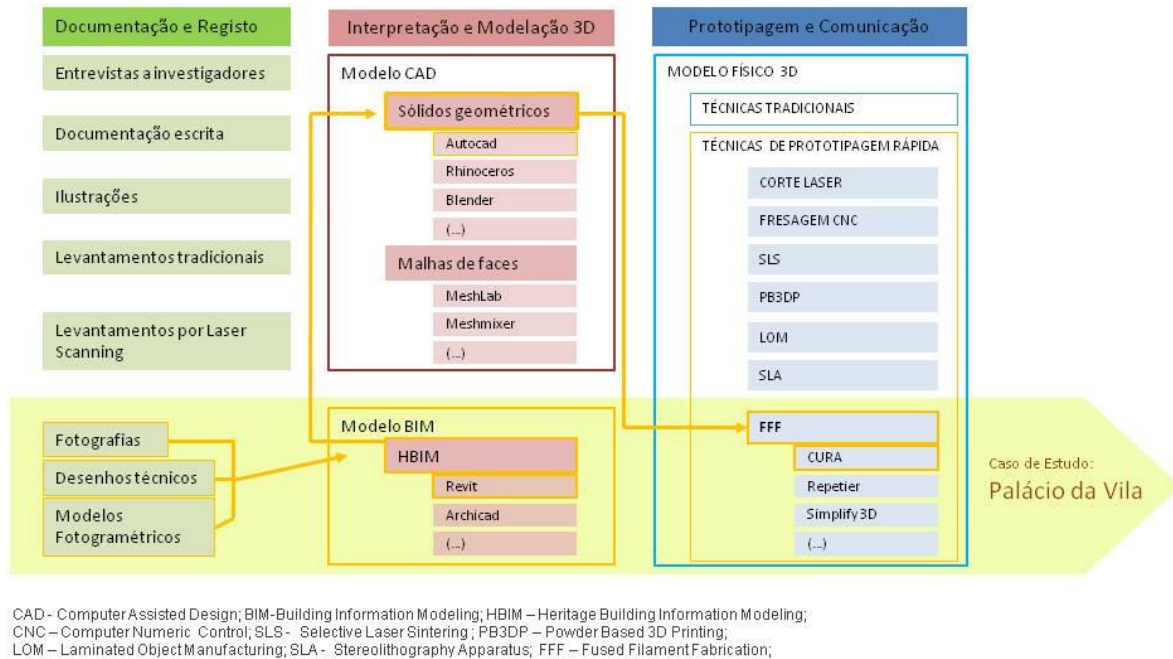 Documentação e Registo
Entrevistas a investigadores
Documentação escrita
Ilustrações
Levantamentos tradicionais
Levantamentos por Laser
Scanning
Fotografias
Desenhos técnicos
Modelos
Fotogramétricos
Interpretação e Modelação 3D
Modelo CAD
Sólidos geométricos
Autocad
Rhinoceros
Blender
(...)
Malhas de faces
MeshLab
Meshmixer
(...)
Modelo BIM
HBIM
Revit
Archicad
(...)
Prototipagem e Comunicação
MODELO FÍSICO 3D
TÉCNICAS TRADICIONAIS
TÉCNICAS DE PROTOTIPAGEM RÁPIDA
CORTE LASER
FRESAGEM CNC
SLS
PB3DP
LOM
SLA
FFF
CURA
Repetier
Simplify3D
(...)
Caso de Estudo:
Palácio da Vila
CAD - Computer Assisted Design; BIM-Building Information Modeling; HBIM – Heritage Building Information Modeling;
CNC – Computer Numeric Control; SLS - Selective Laser Sintering ; PB3DP – Powder Based 3D Printing;
LOM – Laminated Object Manufacturing; SLA - Stereolithography Apparatus; FFF – Fused Filament Fabrication;